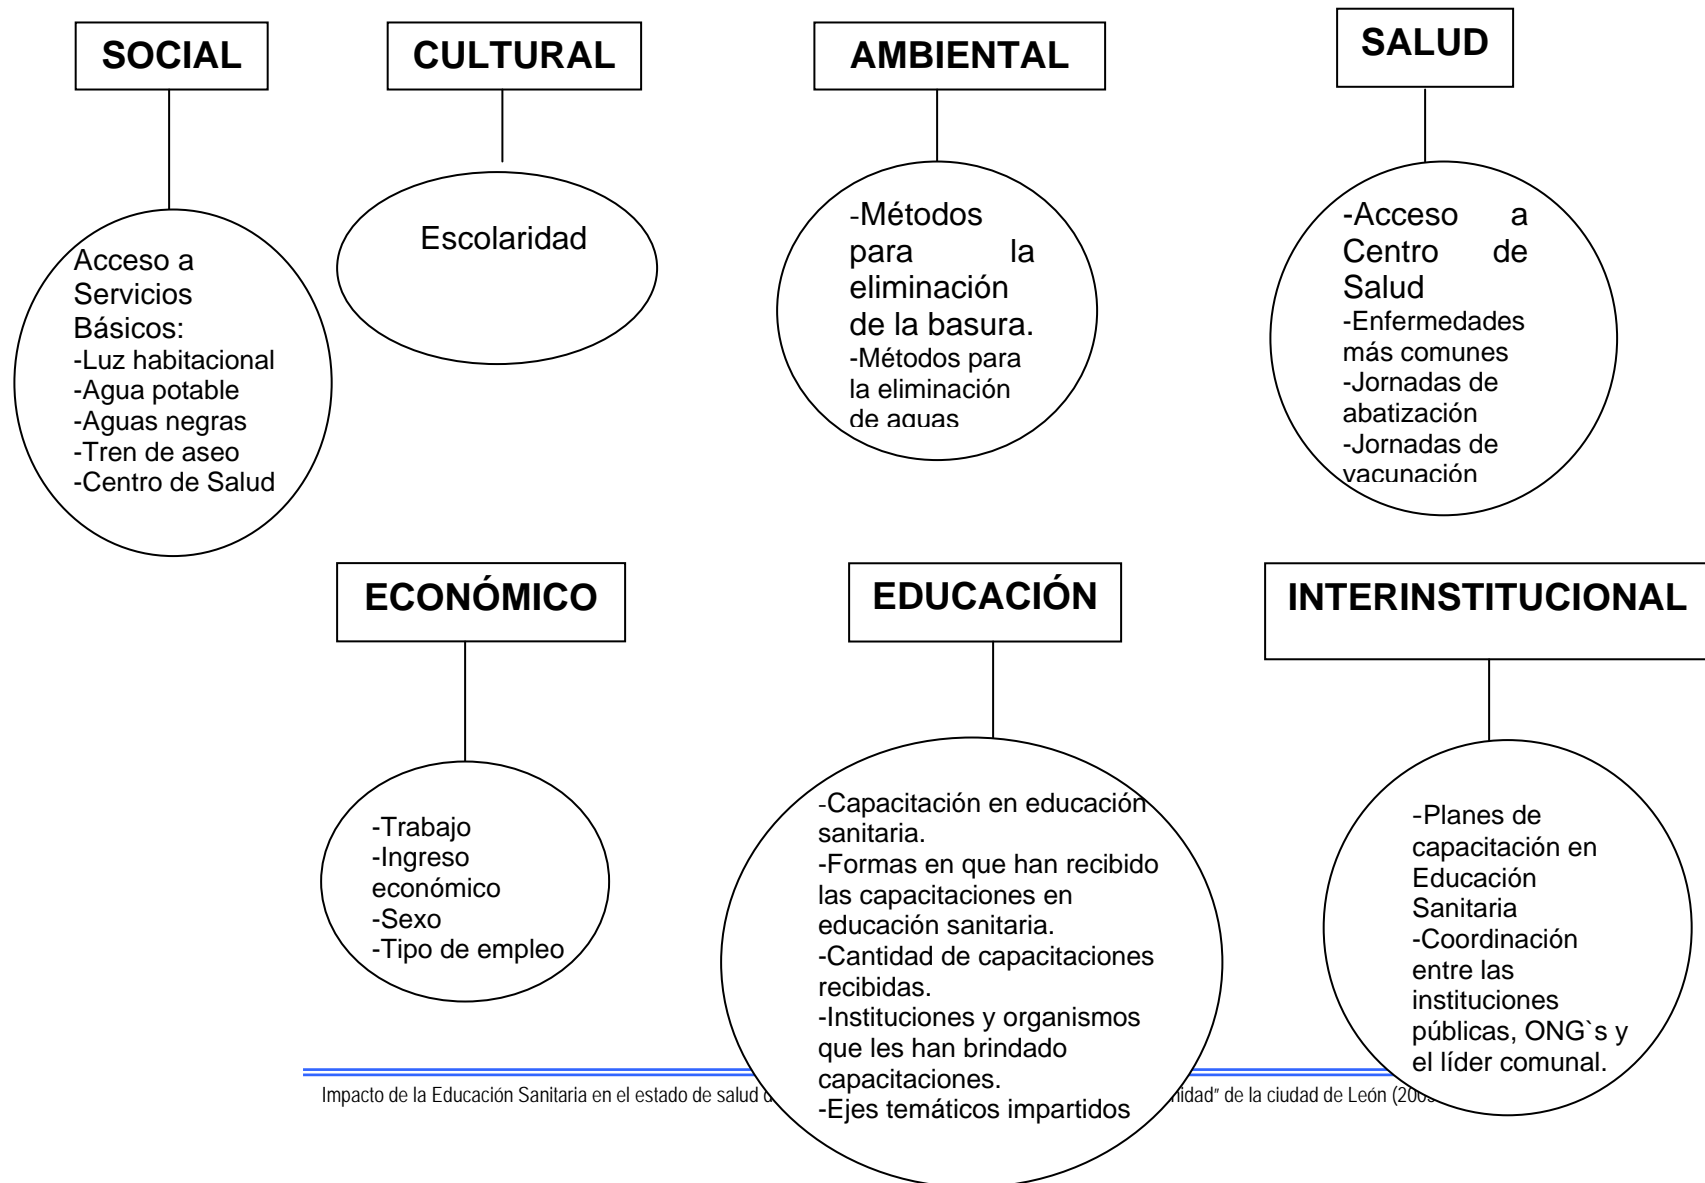 SOCIAL
CULTURAL
AMBIENTAL
SALUD
Acceso a
Servicios
Básicos:
-Luz habitacional
-Agua potable
-Aguas negras
-Tren de aseo
-Centro de Salud
Escolaridad
-Métodos
para la
eliminación
de la basura.
-Métodos para
la eliminación
de aguas
-Acceso a
Centro de
Salud
-Enfermedades
más comunes
-Jornadas de
abatización
-Jornadas de
vacunación
ECONÓMICO
EDUCACIÓN
INTERINSTITUCIONAL
-Trabajo
-Ingreso
económico
-Sexo
-Tipo de empleo
-Capacitación en educación
sanitaria.
-Formas en que han recibido
las capacitaciones en
educación sanitaria.
-Cantidad de capacitaciones
recibidas.
-Instituciones y organismos
que les han brindado
capacitaciones.
-Ejes temáticos impartidos
-Planes de
capacitación en
Educación
Sanitaria
-Coordinación
entre las
instituciones
públicas, ONG`s y
el líder comunal.
Impacto de la Educación Sanitaria en el estado de salud de la ciudad de León